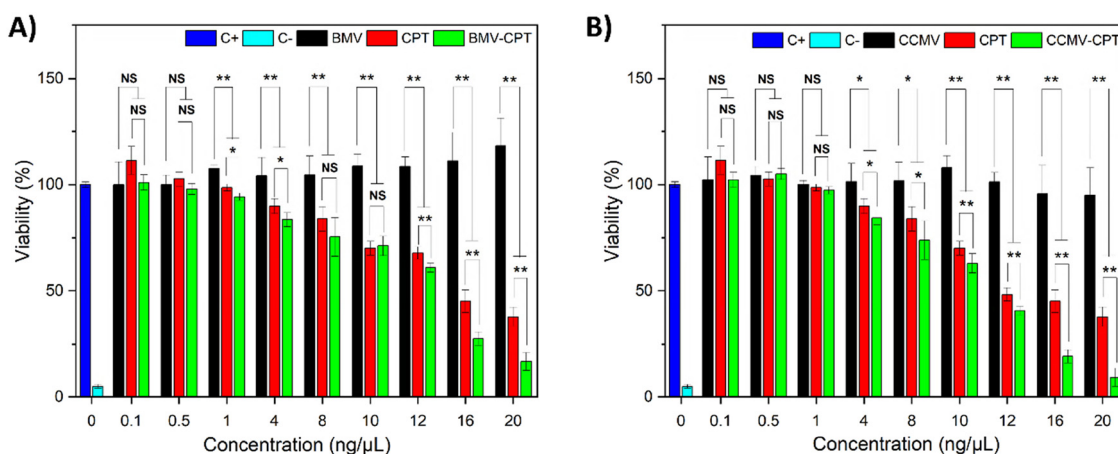 A)
C+ C- BMV CPT BMV-CPT
150
100
50
0
Viability (%)
NS NS ** ** ** ** ** ** **
NS NS * * NS NS ** ** **
0 0.1 0.5 1 4 8 10 12 16 20
Concentration (ng/µL)
B)
C+ C- CCMV CPT CCMV-CPT
150
100
50
0
Viability (%)
NS NS NS * * ** ** ** **
NS NS NS * * ** ** ** **
0 0.1 0.5 1 4 8 10 12 16 20
Concentration (ng/µL)